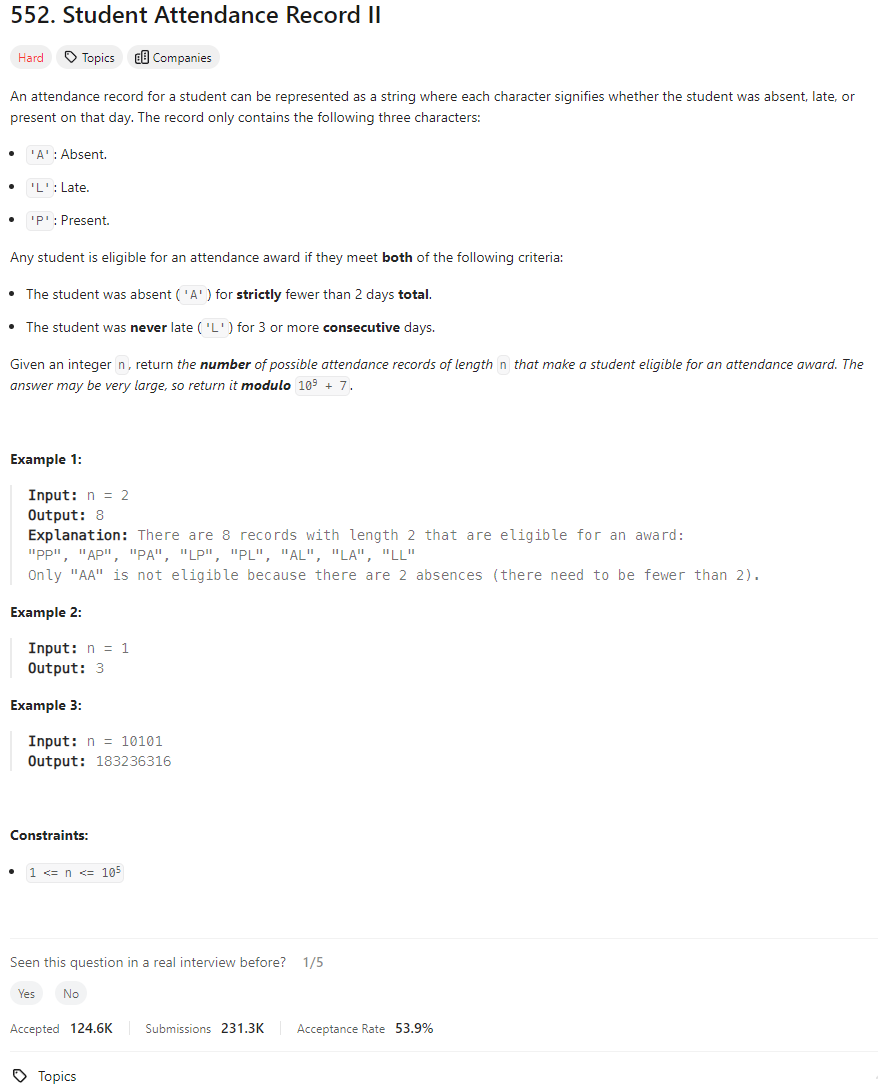 552. Student Attendance Record II
Hard Topics Companies
An attendance record for a student can be represented as a string where each character signifies whether the student was absent, late, or
present on that day. The record only contains the following three characters:
• 'A': Absent.
• 'L': Late.
• 'P': Present.
Any student is eligible for an attendance award if they meet both of the following criteria:
• The student was absent ('A') for strictly fewer than 2 days total.
• The student was never late ('L') for 3 or more consecutive days.
Given an integer n, return the number of possible attendance records of length n that make a student eligible for an attendance award. The
answer may be very large, so return it modulo 10⁹ + 7.
Example 1:
Input: n = 2
Output: 8
Explanation: There are 8 records with length 2 that are eligible for an award:
"PP", "AP", "PA", "LP", "PL", "AL", "LA", "LL"
Only "AA" is not eligible because there are 2 absences (there need to be fewer than 2).
Example 2:
Input: n = 1
Output: 3
Example 3:
Input: n = 10101
Output: 183236316
Constraints:
• 1 <= n <= 10⁵
Seen this question in a real interview before? 1/5
Yes No
Accepted 124.6K Submissions 231.3K Acceptance Rate 53.9%
Topics